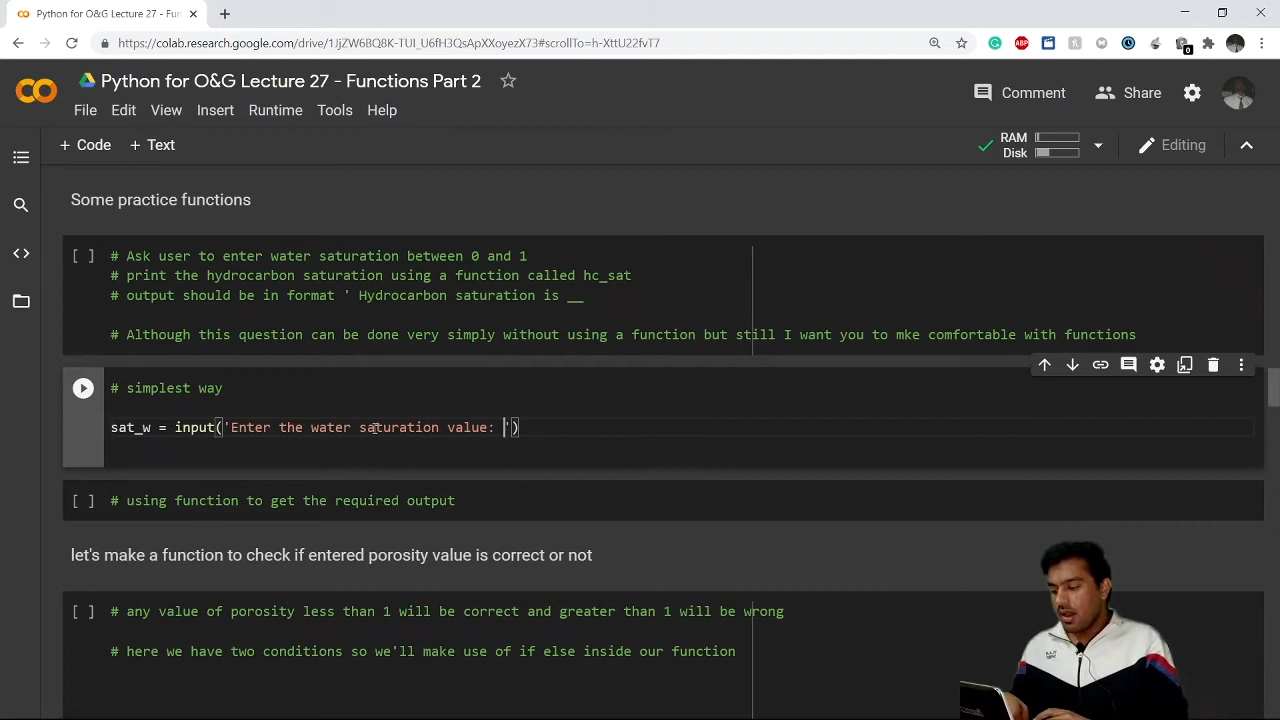 Python for O&G Lecture 27 - Fun
https://colab.research.google.com/drive/1JjZW6PQ8K-TUI_U6fH3QsApVXoyezX73#scrollTo=h-XttU22fvT7
ABP
0
Python for O&G Lecture 27 - Functions Part 2
Comment
Share
File Edit View Insert Runtime Tools Help
+ Code + Text
RAM
Disk
Editing
Some practice functions
[ ] # Ask user to enter water saturation between 0 and 1
# print the hydrocarbon saturation using a function called hc_sat
# output should be in format ' Hydrocarbon saturation is __
# Although this question can be done very simply without using a function but still I want you to mke comfortable with functions
# simplest way
sat_w = input('Enter the water saturation value: ')
[ ] # using function to get the required output
let's make a function to check if entered porosity value is correct or not
[ ] # any value of porosity less than 1 will be correct and greater than 1 will be wrong
# here we have two conditions so we'll make use of if else inside our function